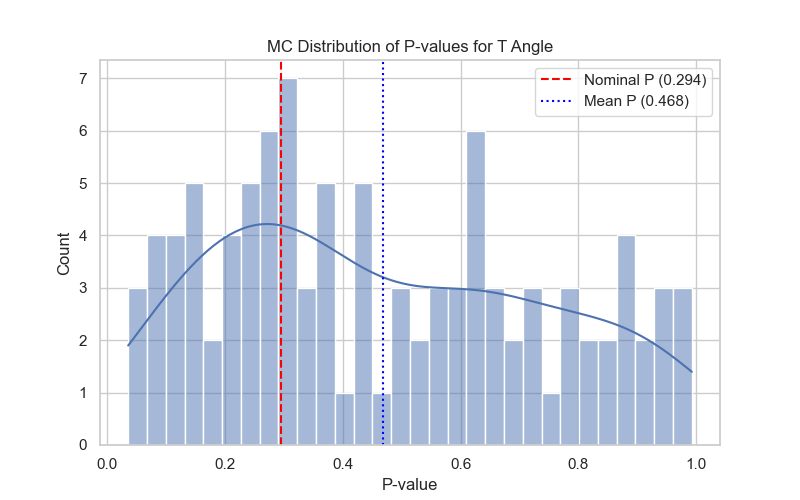 MC Distribution of P-values for T Angle
Nominal P (0.294)
Mean P (0.468)
Count
7
6
5
4
3
2
1
0
0.0 0.2 0.4 0.6 0.8 1.0
P-value